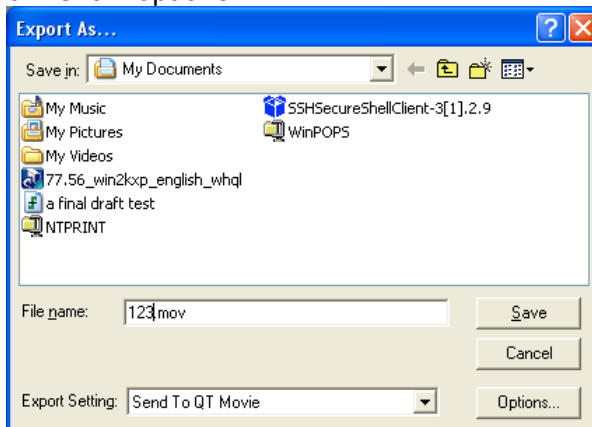 Export As...
Save in: My Documents
My Music
My Pictures
My Videos
77.56_win2kxp_english_whql
a final draft test
NTPRINT
SSHSecureShellClient-3[1].2.9
WinPOPS
File name: 123.mov
Save
Cancel
Export Setting: Send To QT Movie
Options...